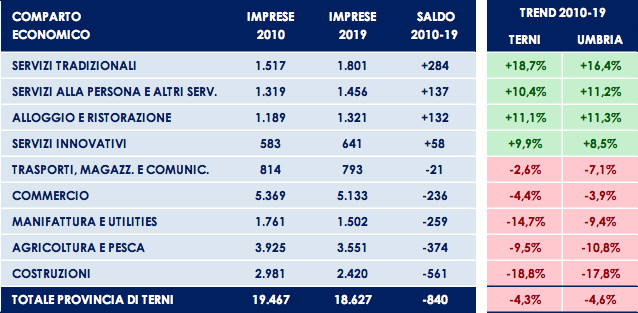 COMPARTO ECONOMICO IMPRESE 2010 IMPRESE 2019 SALDO 2010-19 TREND 2010-19
TERNI UMBRIA
SERVIZI TRADIZIONALI 1.517 1.801 +284 +18,7% +16,4%
SERVIZI ALLA PERSONA E ALTRI SERV. 1.319 1.456 +137 +10,4% +11,2%
ALLOGGIO E RISTORAZIONE 1.189 1.321 +132 +11,1% +11,3%
SERVIZI INNOVATIVI 583 641 +58 +9,9% +8,5%
TRASPORTI, MAGAZZ. E COMUNIC. 814 793 -21 -2,6% -7,1%
COMMERCIO 5.369 5.133 -236 -4,4% -3,9%
MANIFATTURA E UTILITIES 1.761 1.502 -259 -14,7% -9,4%
AGRICOLTURA E PESCA 3.925 3.551 -374 -9,5% -10,8%
COSTRUZIONI 2.981 2.420 -561 -18,8% -17,8%
TOTALE PROVINCIA DI TERNI 19.467 18.627 -840 -4,3% -4,6%